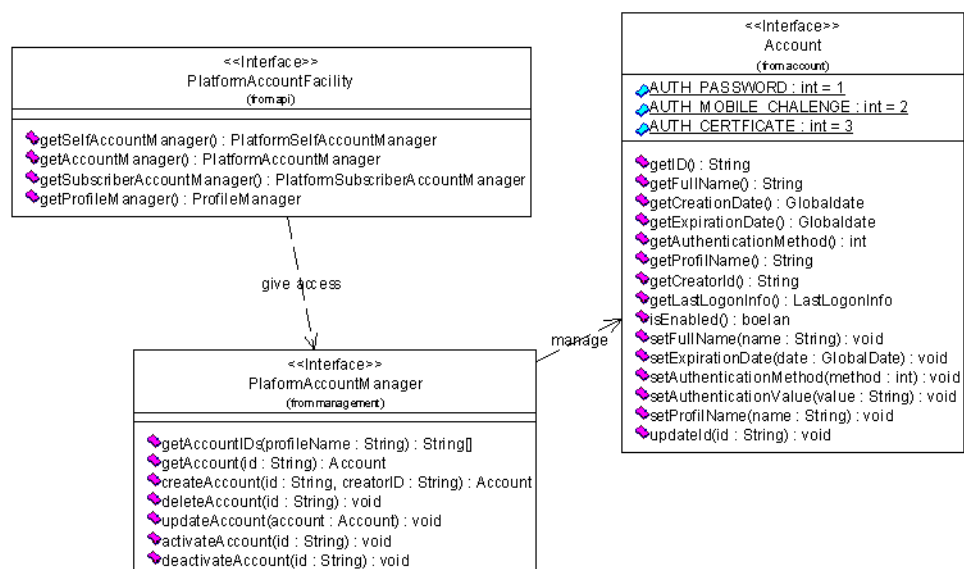 <<Interface>>
PlatformAccountFacility
(from api)
getSelfAccountManager() : PlatformSelfAccountManager
getAccountManager() : PlatformAccountManager
getSubscriberAccountManager() : PlatformSubscriberAccountManager
getProfileManager() : ProfileManager
give access
<<Interface>>
PlaformAccountManager
(from management)
getAccountIDs(profileName : String) : String[]
getAccount(id : String) : Account
createAccount(id : String, creatorID : String) : Account
deleteAccount(id : String) : void
updateAccount(account : Account) : void
activateAccount(id : String) : void
deactivateAccount(id : String) : void
manage
<<Interface>>
Account
(from account)
AUTH_PASSWORD : int = 1
AUTH_MOBILE_CHALENGE : int = 2
AUTH_CERTFICATE : int = 3
getID() : String
getFullName() : String
getCreationDate() : Globaldate
getExpirationDate() : Globaldate
getAuthenticationMethod() : int
getProfilName() : String
getCreatorId() : String
getLastLogonInfo() : LastLogonInfo
isEnabled() : boelan
setFullName(name : String) : void
setExpirationDate(date : GlobalDate) : void
setAuthenticationMethod(method : int) : void
setAuthenticationValue(value : String) : void
setProfilName(name : String) : void
updateId(id : String) : void